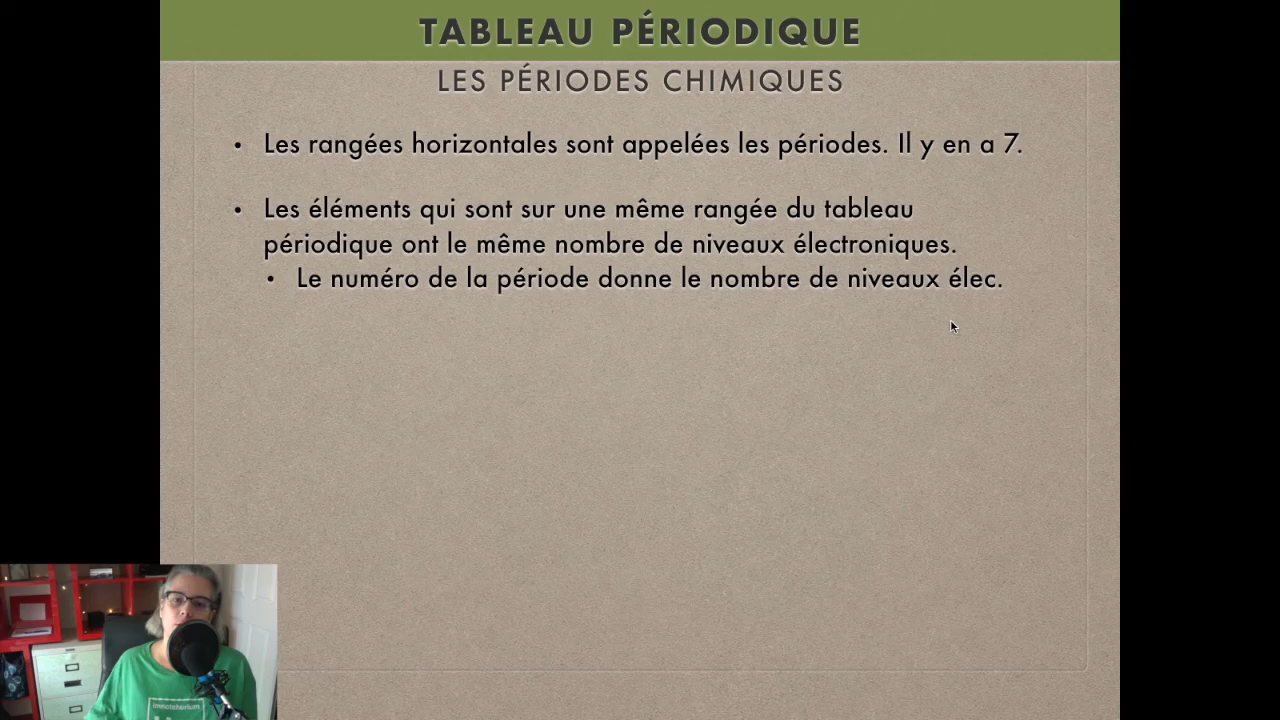 TABLEAU PÉRIODIQUE
LES PÉRIODES CHIMIQUES
• Les rangées horizontales sont appelées les périodes. Il y en a 7.
• Les éléments qui sont sur une même rangée du tableau
périodique ont le même nombre de niveaux électroniques.
• Le numéro de la période donne le nombre de niveaux élec.